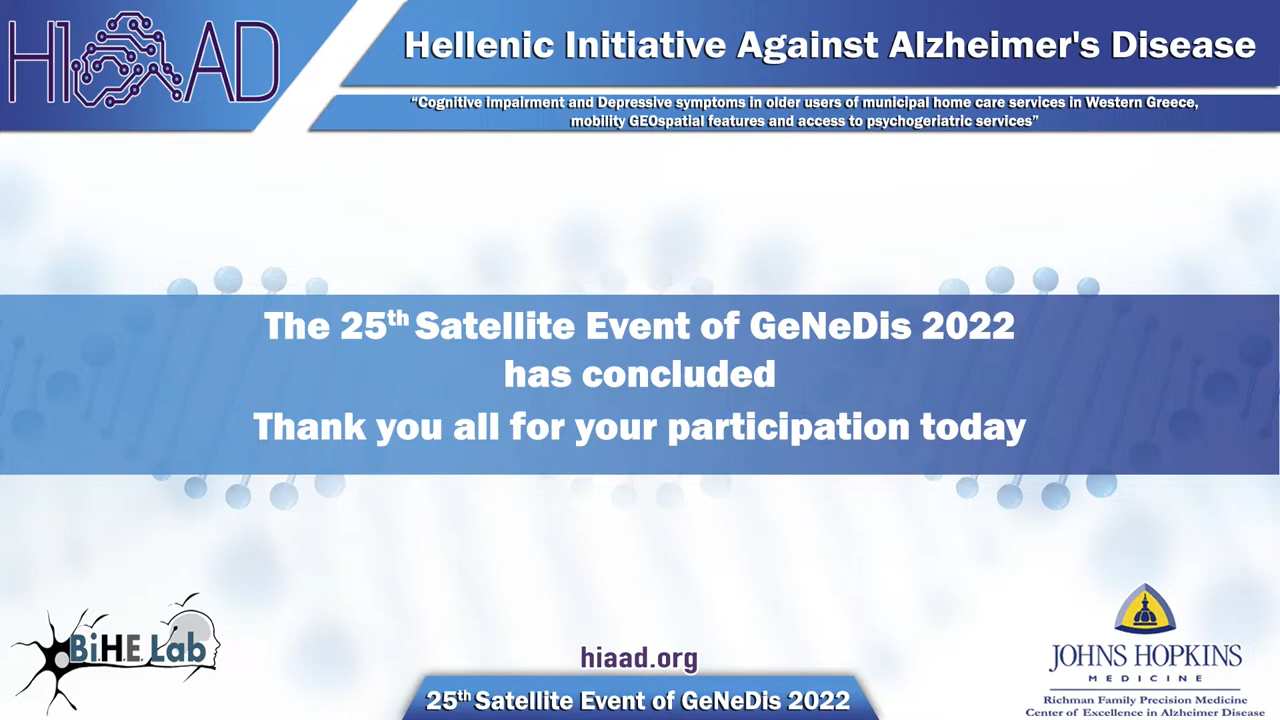 HIAAD
Hellenic Initiative Against Alzheimer's Disease
“Cognitive impairment and Depressive symptoms in older users of municipal home care services in Western Greece,
mobility GEOspatial features and access to psychogeriatric services”
The 25th Satellite Event of GeNeDis 2022
has concluded
Thank you all for your participation today
Bi.H.E. Lab
hiaad.org
25th Satellite Event of GeNeDis 2022
JOHNS HOPKINS
MEDICINE
Richman Family Precision Medicine
Center of Excellence in Alzheimer Disease